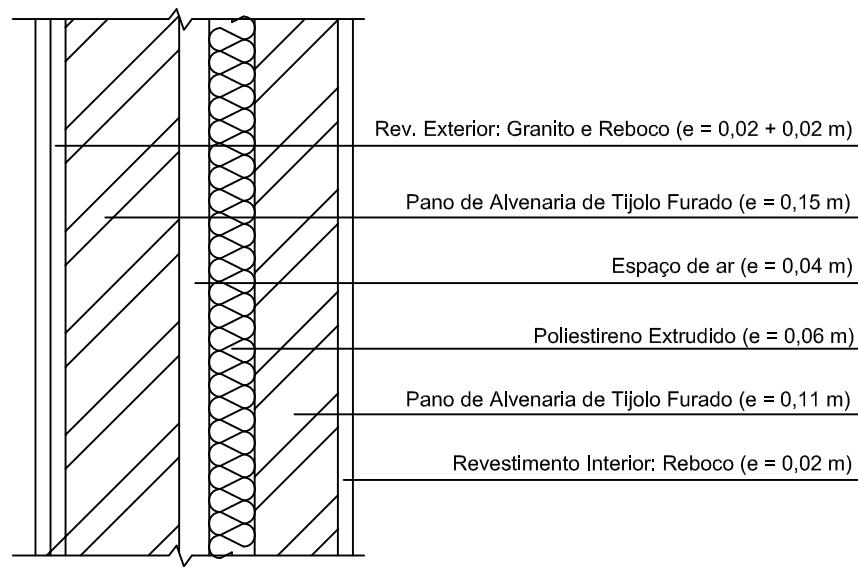 Rev. Exterior: Granito e Reboco (e = 0,02 + 0,02 m)
Pano de Alvenaria de Tijolo Furado (e = 0,15 m)
Espaço de ar (e = 0,04 m)
Poliestireno Extrudido (e = 0,06 m)
Pano de Alvenaria de Tijolo Furado (e = 0,11 m)
Revestimento Interior: Reboco (e = 0,02 m)